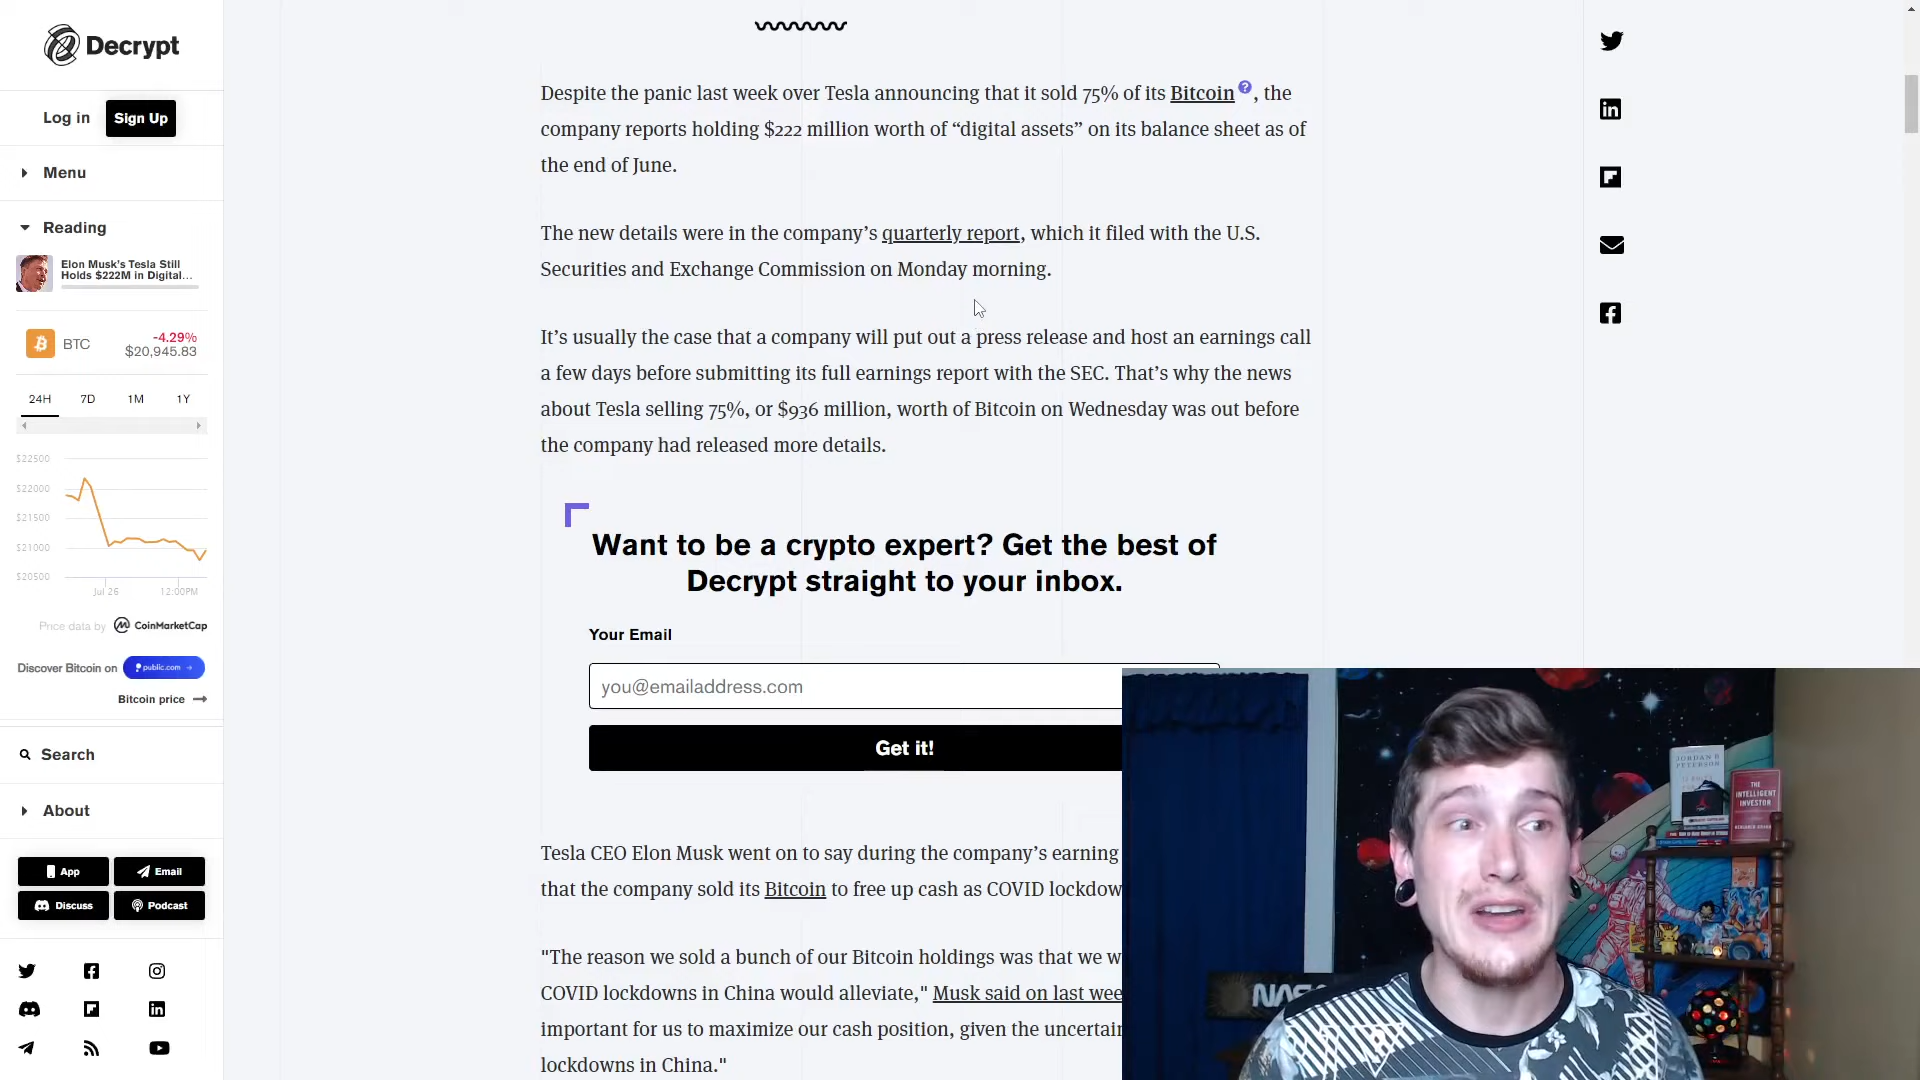 Decrypt
Log in
Sign Up
Menu
Reading
Elon Musk's Tesla Still
Holds $222M in Digital...
BTC
-4.29%
$20,945.83
24H 7D 1M 1Y
$22500
$22000
$21500
$21000
$20500
Jul 26 12:00PM
Price data by CoinMarketCap
Discover Bitcoin on public.com →
Bitcoin price
Search
About
App
Email
Discuss
Podcast
Despite the panic last week over Tesla announcing that it sold 75% of its Bitcoin ?, the
company reports holding $222 million worth of “digital assets” on its balance sheet as of
the end of June.
The new details were in the company’s quarterly report, which it filed with the U.S.
Securities and Exchange Commission on Monday morning.
It’s usually the case that a company will put out a press release and host an earnings call
a few days before submitting its full earnings report with the SEC. That’s why the news
about Tesla selling 75%, or $936 million, worth of Bitcoin on Wednesday was out before
the company had released more details.
Want to be a crypto expert? Get the best of
Decrypt straight to your inbox.
Your Email
you@emailaddress.com
Get it!
Tesla CEO Elon Musk went on to say during the company’s earning
that the company sold its Bitcoin to free up cash as COVID lockdow
"The reason we sold a bunch of our Bitcoin holdings was that we w
COVID lockdowns in China would alleviate," Musk said on last wee
important for us to maximize our cash position, given the uncertain
lockdowns in China."
JORDAN B
PETERSON
THE
INTELLIGENT
INVESTOR
NASA